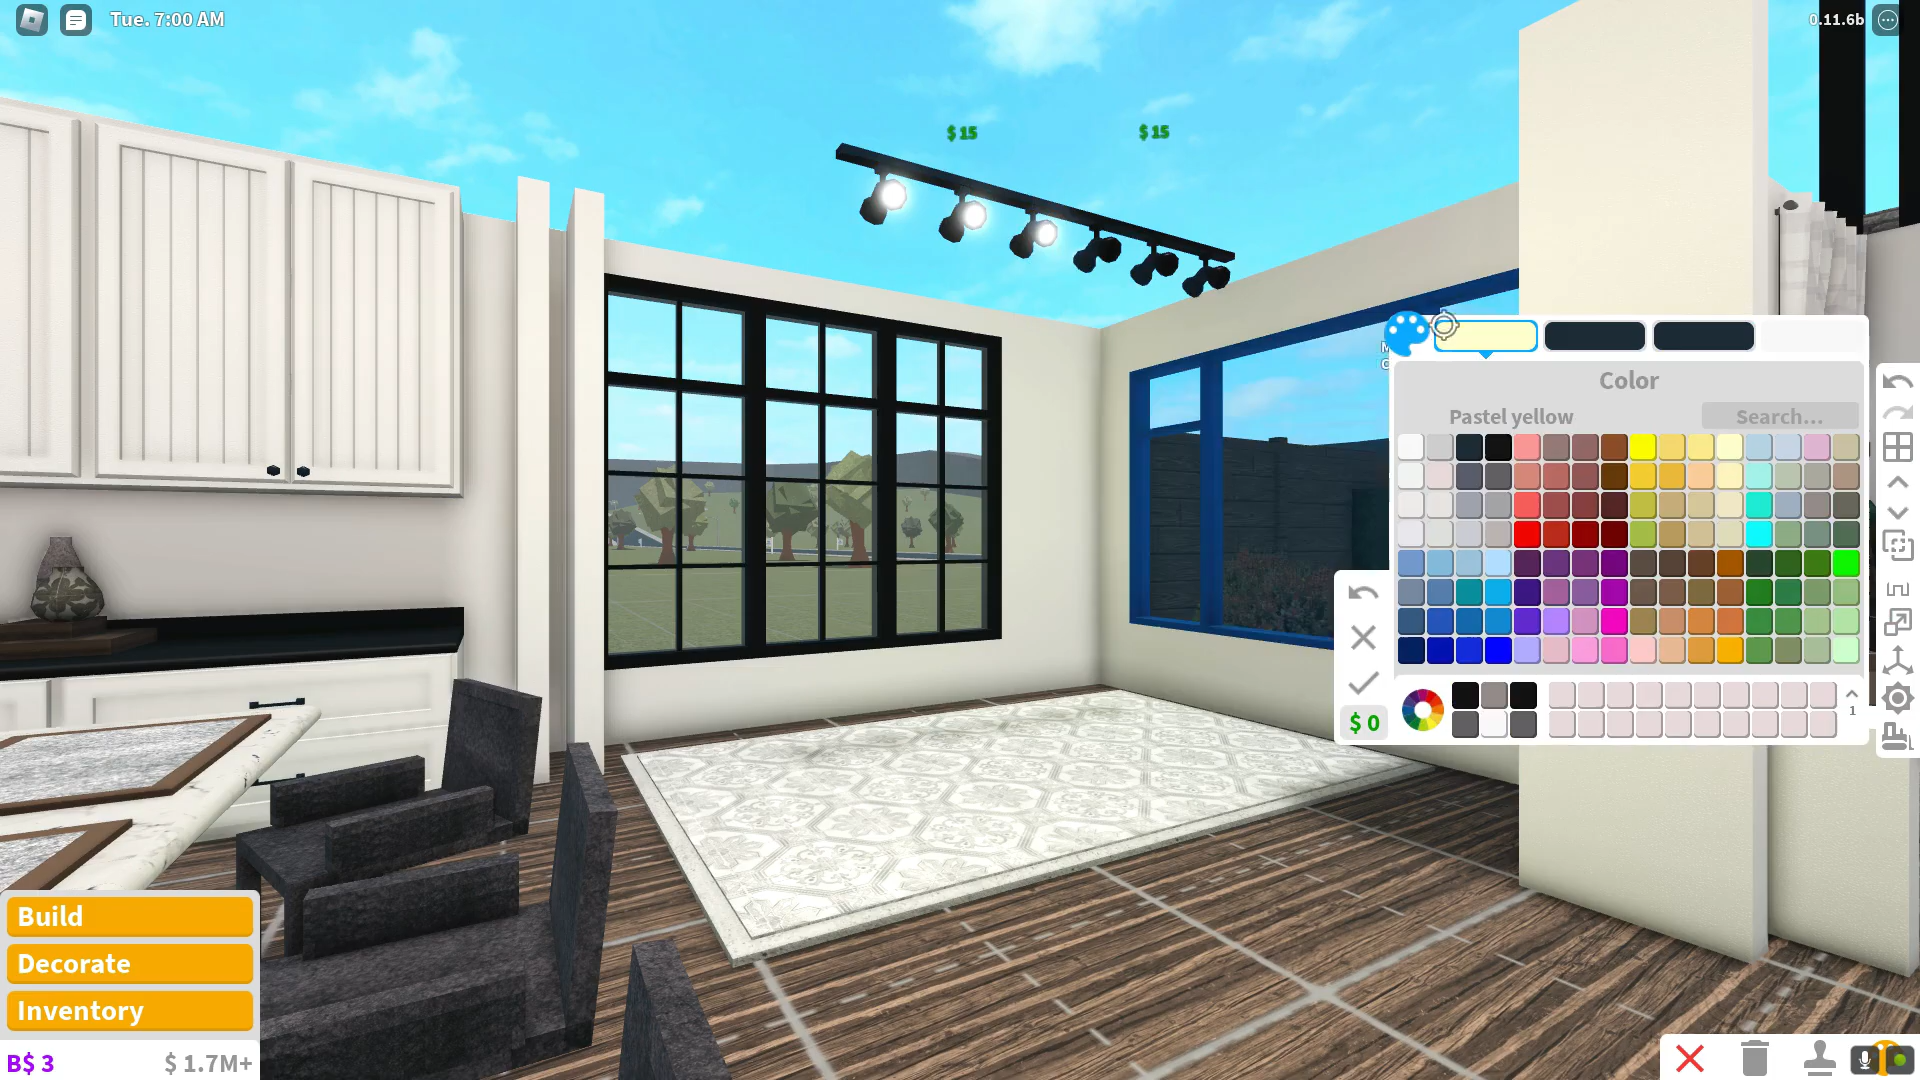 Tue. 7:00 AM
0.11.6b
$ 15
$ 15
Color
Pastel yellow
Search...
$ 0
1
Build
Decorate
Inventory
B$ 3
$ 1.7M+